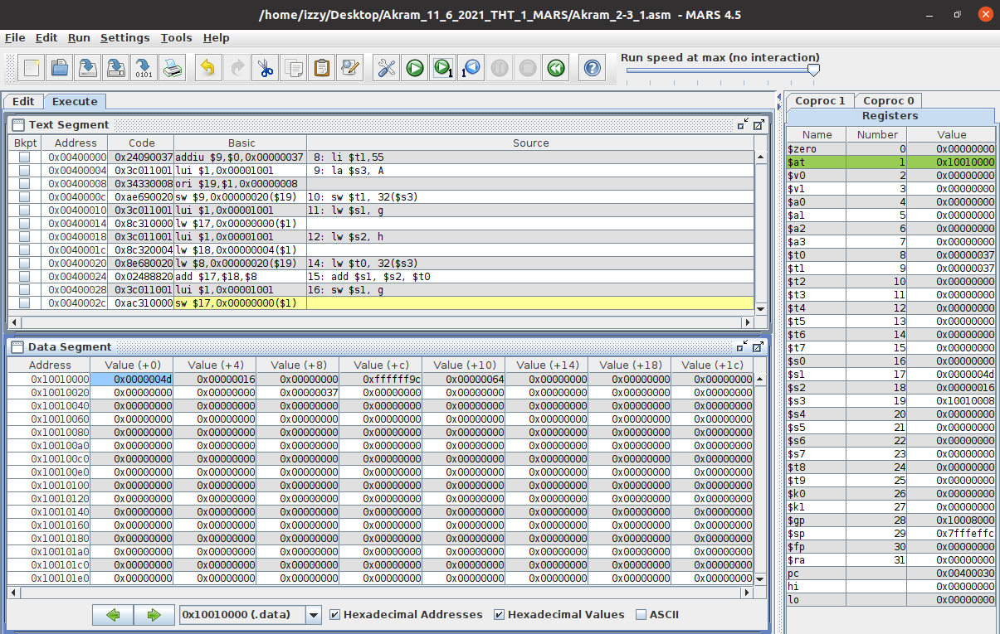 /home/izzy/Desktop/Akram_11_6_2021_THT_1_MARS/Akram_2-3_1.asm - MARS 4.5
File Edit Run Settings Tools Help
Run speed at max (no interaction)
Edit Execute
Text Segment
Bkpt Address Code Basic Source
0x00400000 0x24090037 addiu $9,$0,0x00000037 8: li $t1,55
0x00400004 0x3c011001 lui $1,0x00001001 9: la $s3, A
0x00400008 0x34330008 ori $19,$1,0x00000008
0x0040000c 0xae690020 sw $9,0x00000020($19) 10: sw $t1, 32($s3)
0x00400010 0x3c011001 lui $1,0x00001001 11: lw $s1, g
0x00400014 0x8c310000 lw $17,0x00000000($1)
0x00400018 0x3c011001 lui $1,0x00001001 12: lw $s2, h
0x0040001c 0x8c320004 lw $18,0x00000004($1)
0x00400020 0x8e680020 lw $8,0x00000020($19) 14: lw $t0, 32($s3)
0x00400024 0x02488820 add $17,$18,$8 15: add $s1, $s2, $t0
0x00400028 0x3c011001 lui $1,0x00001001 16: sw $s1, g
0x0040002c 0xac310000 sw $17,0x00000000($1)
Data Segment
Address Value (+0) Value (+4) Value (+8) Value (+c) Value (+10) Value (+14) Value (+18) Value (+1c)
0x10010000 0x0000004d 0x00000016 0x00000000 0xffffff9c 0x00000064 0x00000000 0x00000000 0x00000000
0x10010020 0x00000000 0x00000000 0x00000037 0x00000000 0x00000000 0x00000000 0x00000000 0x00000000
0x10010040 0x00000000 0x00000000 0x00000000 0x00000000 0x00000000 0x00000000 0x00000000 0x00000000
0x10010060 0x00000000 0x00000000 0x00000000 0x00000000 0x00000000 0x00000000 0x00000000 0x00000000
0x10010080 0x00000000 0x00000000 0x00000000 0x00000000 0x00000000 0x00000000 0x00000000 0x00000000
0x100100a0 0x00000000 0x00000000 0x00000000 0x00000000 0x00000000 0x00000000 0x00000000 0x00000000
0x100100c0 0x00000000 0x00000000 0x00000000 0x00000000 0x00000000 0x00000000 0x00000000 0x00000000
0x100100e0 0x00000000 0x00000000 0x00000000 0x00000000 0x00000000 0x00000000 0x00000000 0x00000000
0x10010100 0x00000000 0x00000000 0x00000000 0x00000000 0x00000000 0x00000000 0x00000000 0x00000000
0x10010120 0x00000000 0x00000000 0x00000000 0x00000000 0x00000000 0x00000000 0x00000000 0x00000000
0x10010140 0x00000000 0x00000000 0x00000000 0x00000000 0x00000000 0x00000000 0x00000000 0x00000000
0x10010160 0x00000000 0x00000000 0x00000000 0x00000000 0x00000000 0x00000000 0x00000000 0x00000000
0x10010180 0x00000000 0x00000000 0x00000000 0x00000000 0x00000000 0x00000000 0x00000000 0x00000000
0x100101a0 0x00000000 0x00000000 0x00000000 0x00000000 0x00000000 0x00000000 0x00000000 0x00000000
0x100101c0 0x00000000 0x00000000 0x00000000 0x00000000 0x00000000 0x00000000 0x00000000 0x00000000
0x100101e0 0x00000000 0x00000000 0x00000000 0x00000000 0x00000000 0x00000000 0x00000000 0x00000000
0x10010000 (.data) Hexadecimal Addresses Hexadecimal Values ASCII
Coproc 1 Coproc 0
Registers
Name Number Value
$zero 0 0x00000000
$at 1 0x10010000
$v0 2 0x00000000
$v1 3 0x00000000
$a0 4 0x00000000
$a1 5 0x00000000
$a2 6 0x00000000
$a3 7 0x00000000
$t0 8 0x00000037
$t1 9 0x00000037
$t2 10 0x00000000
$t3 11 0x00000000
$t4 12 0x00000000
$t5 13 0x00000000
$t6 14 0x00000000
$t7 15 0x00000000
$s0 16 0x00000000
$s1 17 0x0000004d
$s2 18 0x00000016
$s3 19 0x10010008
$s4 20 0x00000000
$s5 21 0x00000000
$s6 22 0x00000000
$s7 23 0x00000000
$t8 24 0x00000000
$t9 25 0x00000000
$k0 26 0x00000000
$k1 27 0x00000000
$gp 28 0x10008000
$sp 29 0x7fffeffc
$fp 30 0x00000000
$ra 31 0x00000000
pc 0x00400030
hi 0x00000000
lo 0x00000000